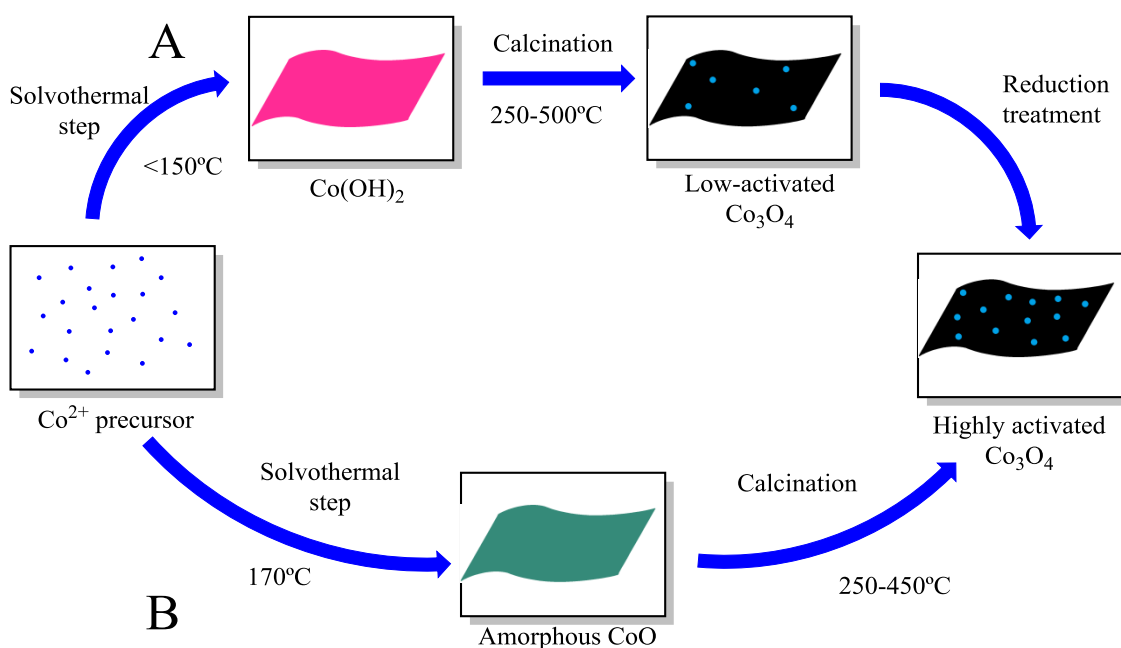 A
Solvothermal
step
<150ºC
Co(OH)₂
Calcination
250-500ºC
Low-activated
Co₃O₄
Reduction
treatment
Co²⁺ precursor
Highly activated
Co₃O₄
B
Solvothermal
step
170ºC
Amorphous CoO
Calcination
250-450ºC